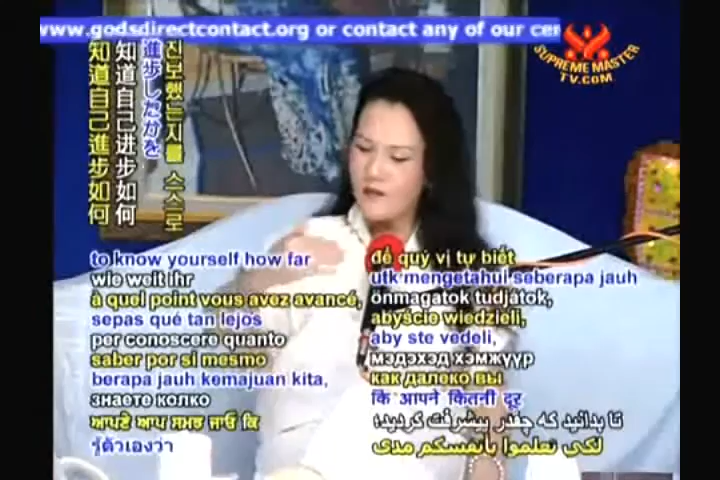 www.godsdirectcontact.org or contact any of our cen
SUPREME MASTER
TV.COM
진보했는지를 스스로
進歩したかを
知道自己进步如何
知道自己進步如何
to know yourself how far
wie weit ihr
à quel point vous avez avancé,
sepas qué tan lejos
per conoscere quanto
saber por si mesmo
berapa jauh kemajuan kita,
знаете колко
ਆਪਣੇ ਆਪ ਸਮਝ ਜਾਓ ਕਿ
รู้ตัวเองว่า
để quý vị tự biết
utk mengetahui seberapa jauh
önmagatok tudjátok,
abyście wiedzieli,
aby ste vedeli,
мэдэхэд хэмжүүр
как далеко вы
कि आपने कितनी दूर
تا بدانید که چقدر پیشرفت کردید؛
لكي تعلموا بأنفسكم مدى